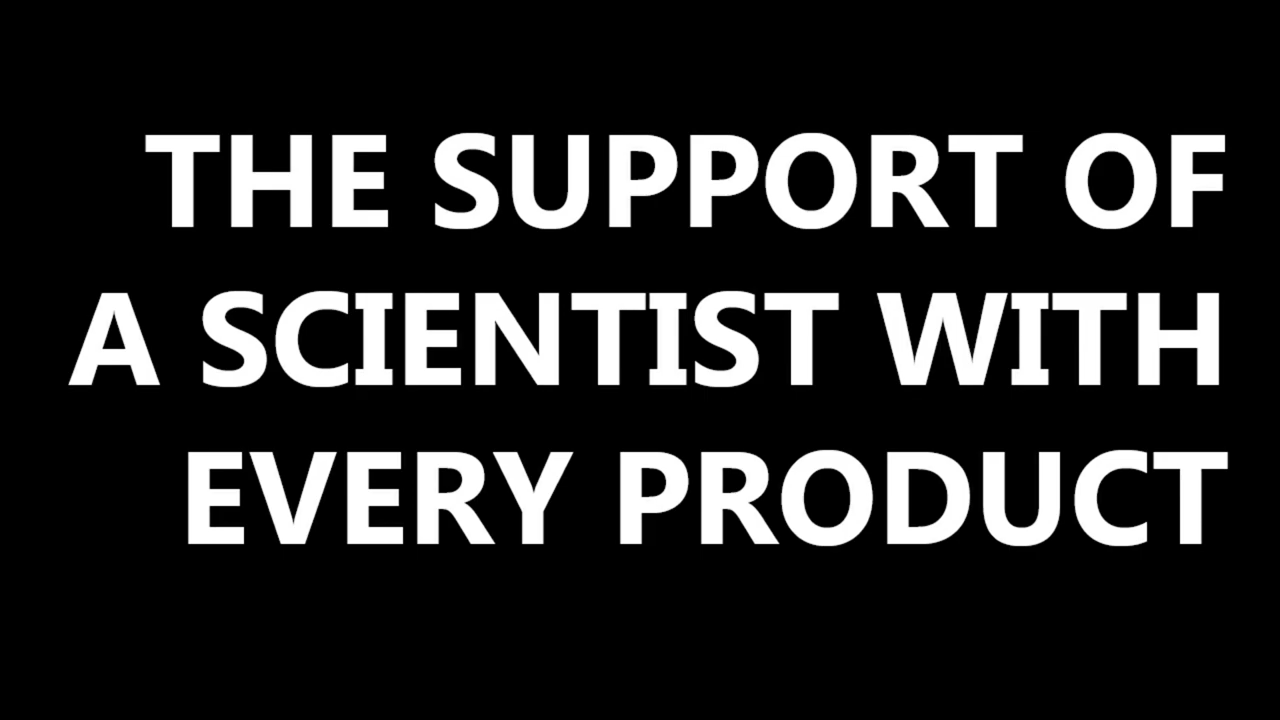 THE SUPPORT OF
A SCIENTIST WITH
EVERY PRODUCT